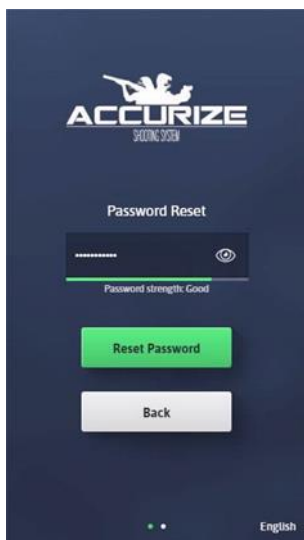 ACCURIZE
SHOOTING SYSTEM
Password Reset
Password strength: Good
Reset Password
Back
English